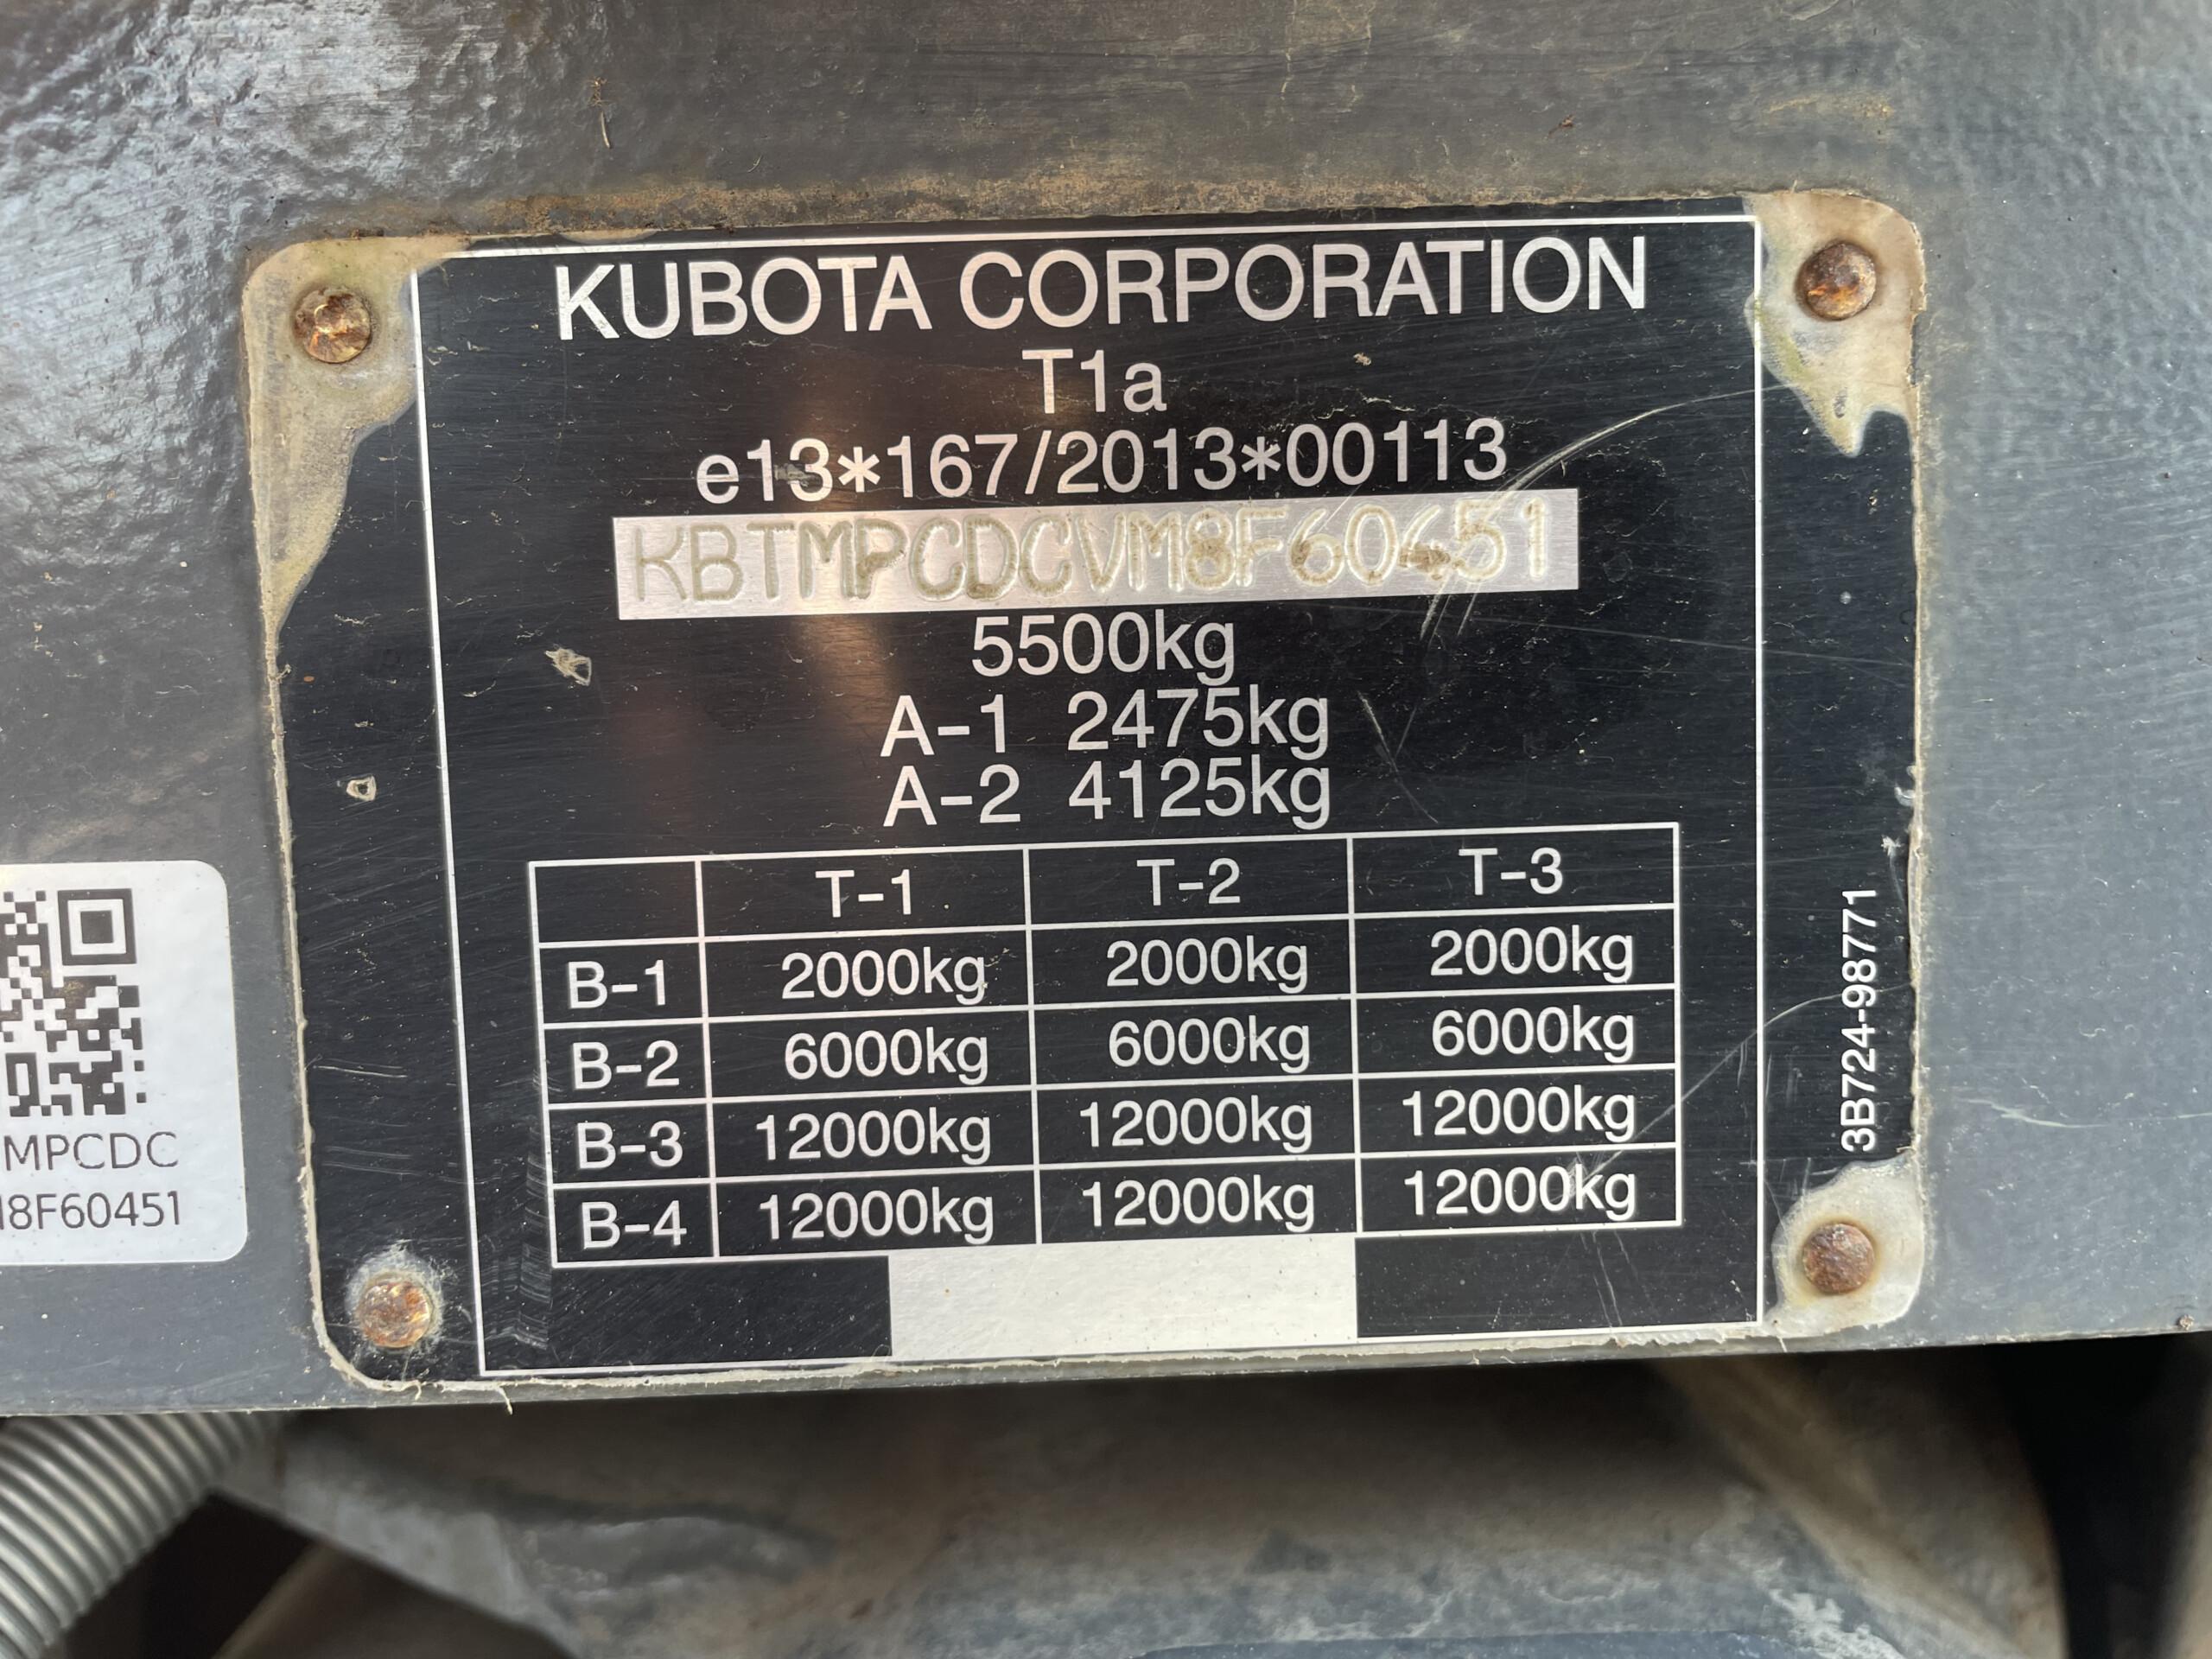 KUBOTA CORPORATION
T1a
e13*167/2013*00113
KBTMPCDCVM8F60451
5500kg
A-1 2475kg
A-2 4125kg
T-1 T-2 T-3
B-1 2000kg 2000kg 2000kg
B-2 6000kg 6000kg 6000kg
B-3 12000kg 12000kg 12000kg
B-4 12000kg 12000kg 12000kg
3B724-98771
MPCDC
8F60451